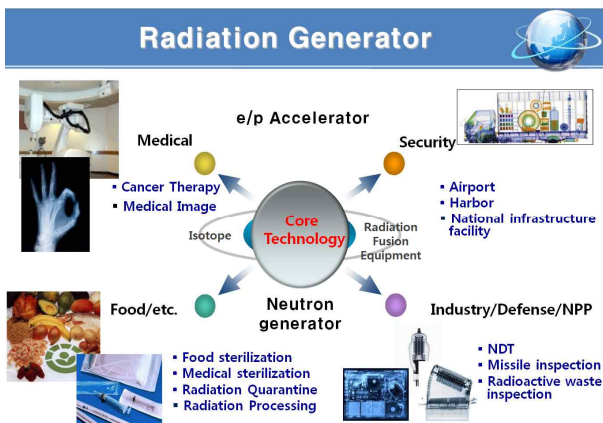 Radiation Generator
e/p Accelerator
Medical
Security
▪ Cancer Therapy
▪ Medical Image
▪ Airport
▪ Harbor
▪ National infrastructure
facility
Core
Technology
Isotope
Radiation
Fusion
Equipment
Food/etc.
Neutron
generator
Industry/Defense/NPP
▪ Food sterilization
▪ Medical sterilization
▪ Radiation Quarantine
▪ Radiation Processing
▪ NDT
▪ Missile inspection
▪ Radioactive waste
inspection